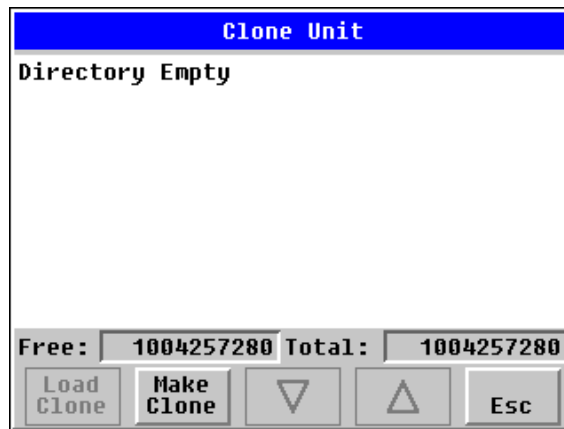 Clone Unit
Directory Empty
Free: 1004257280 Total: 1004257280
Load Clone
Make Clone
Esc